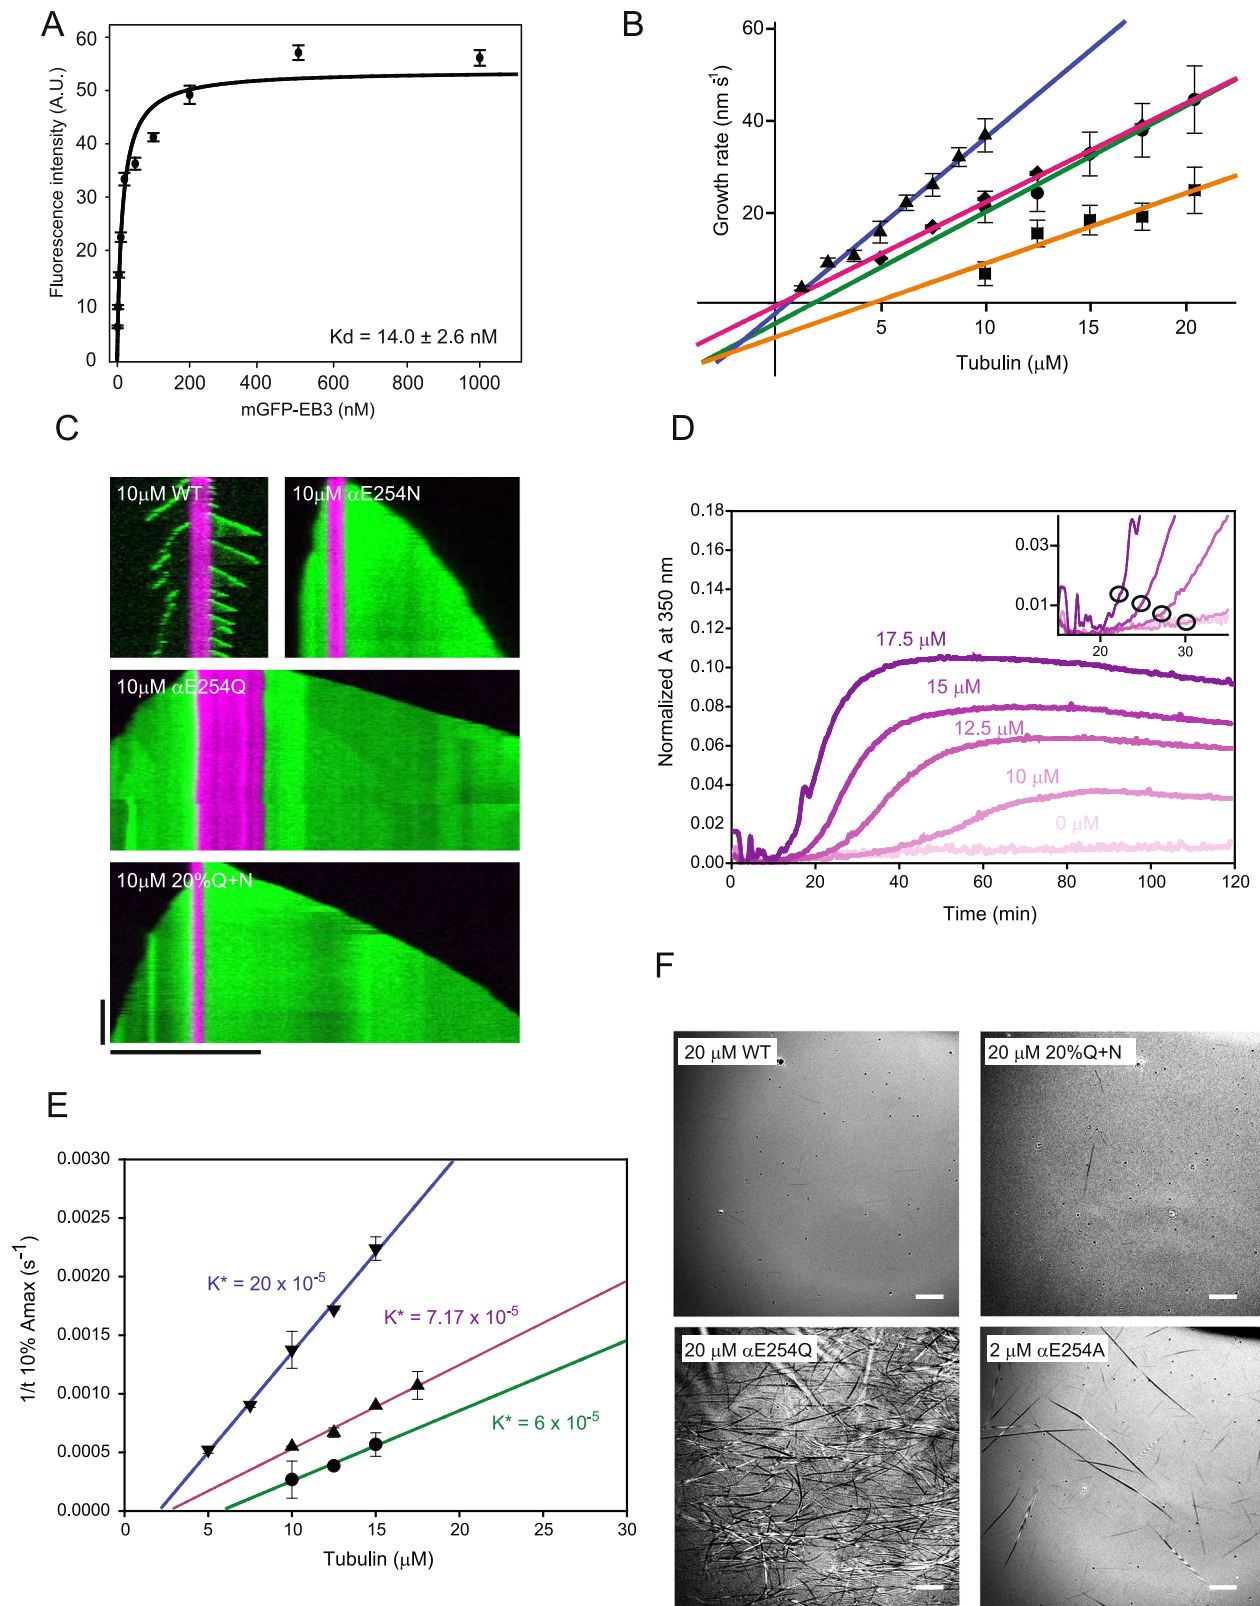 A
60
50
40
30
20
10
0
Fluorescence intensity (A.U.)
Kd = 14.0 ± 2.6 nM
0 200 400 600 800 1000
mGFP-EB3 (nM)
B
60
40
20
Growth rate (nm s⁻¹)
5 10 15 20
Tubulin (μM)
C
10μM WT
10μM αE254N
10μM αE254Q
10μM 20%Q+N
D
0.18
0.16
0.14
0.12
0.10
0.08
0.06
0.04
0.02
0.00
Normalized A at 350 nm
0.03
0.01
20 30
17.5 μM
15 μM
12.5 μM
10 μM
0 μM
0 20 40 60 80 100 120
Time (min)
E
0.0030
0.0025
0.0020
0.0015
0.0010
0.0005
0.0000
1/t 10% Amax (s⁻¹)
K* = 20 x 10⁻⁵
K* = 7.17 x 10⁻⁵
K* = 6 x 10⁻⁵
0 5 10 15 20 25 30
Tubulin (μM)
F
20 μM WT
20 μM 20%Q+N
20 μM αE254Q
2 μM αE254A